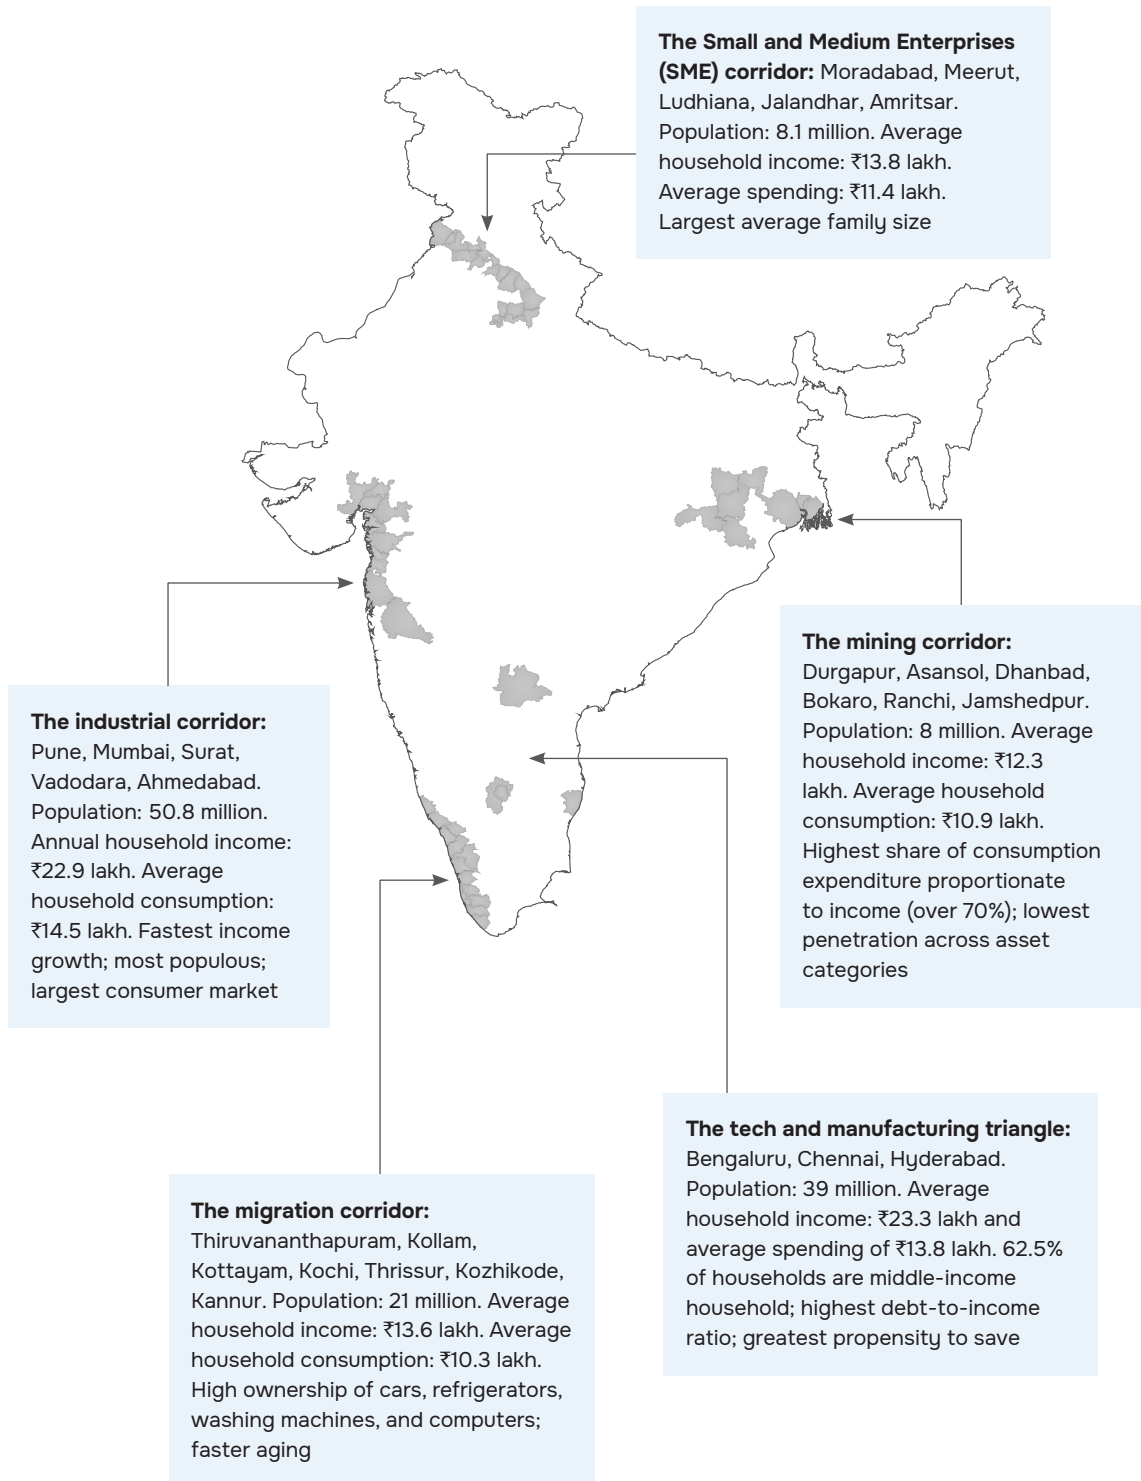 The Small and Medium Enterprises
(SME) corridor: Moradabad, Meerut,
Ludhiana, Jalandhar, Amritsar.
Population: 8.1 million. Average
household income: ₹13.8 lakh.
Average spending: ₹11.4 lakh.
Largest average family size
The mining corridor:
Durgapur, Asansol, Dhanbad,
Bokaro, Ranchi, Jamshedpur.
Population: 8 million. Average
household income: ₹12.3
lakh. Average household
consumption: ₹10.9 lakh.
Highest share of consumption
expenditure proportionate
to income (over 70%); lowest
penetration across asset
categories
The industrial corridor:
Pune, Mumbai, Surat,
Vadodara, Ahmedabad.
Population: 50.8 million.
Annual household income:
₹22.9 lakh. Average
household consumption:
₹14.5 lakh. Fastest income
growth; most populous;
largest consumer market
The tech and manufacturing triangle:
Bengaluru, Chennai, Hyderabad.
Population: 39 million. Average
household income: ₹23.3 lakh and
average spending of ₹13.8 lakh. 62.5%
of households are middle-income
household; highest debt-to-income
ratio; greatest propensity to save
The migration corridor:
Thiruvananthapuram, Kollam,
Kottayam, Kochi, Thrissur, Kozhikode,
Kannur. Population: 21 million. Average
household income: ₹13.6 lakh. Average
household consumption: ₹10.3 lakh.
High ownership of cars, refrigerators,
washing machines, and computers;
faster aging